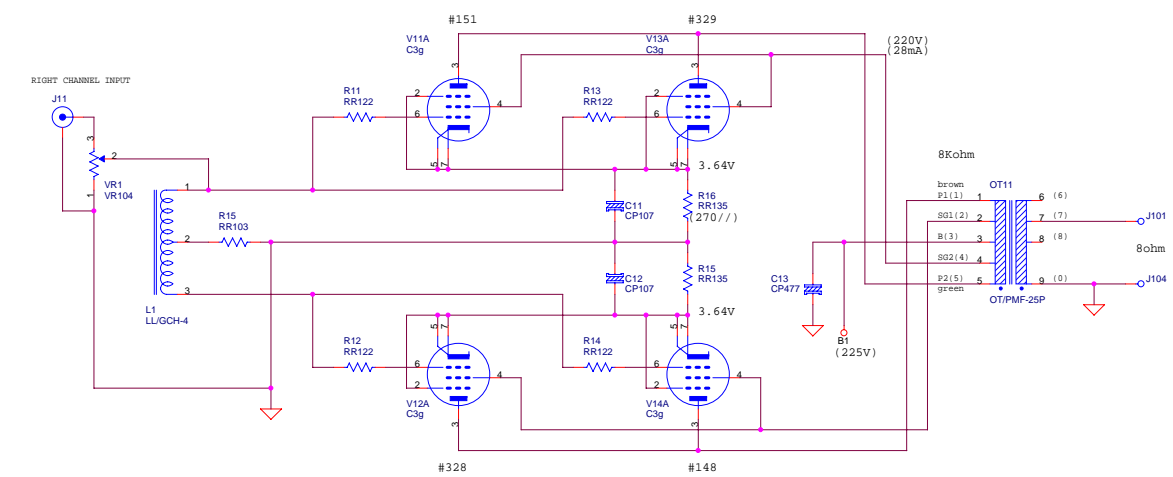 #151
#329
V11A
C3g
V13A
C3g
(220V)
(28mA)
RIGHT CHANNEL INPUT
J11
R11
RR122
R13
RR122
3
2
6
4
5
7
3
2
6
4
5
7
3
2
1
VR1
VR104
3.64V
8Kohm
1
2
3
L1
LL/GCH-4
R15
RR103
C11
CP107
R16
RR135
(270//)
C12
CP107
R15
RR135
3.64V
C13
CP477
B1
(225V)
brown
P1(1)
SG1(2)
B(3)
SG2(4)
P2(5)
green
1
2
3
4
5
OT11
OT/PMF-25P
6
7
8
9
(6)
(7)
(8)
(0)
J101
8ohm
J104
R12
RR122
R14
RR122
5
7
6
2
4
3
5
7
6
2
4
3
V12A
C3g
V14A
C3g
#328
#148